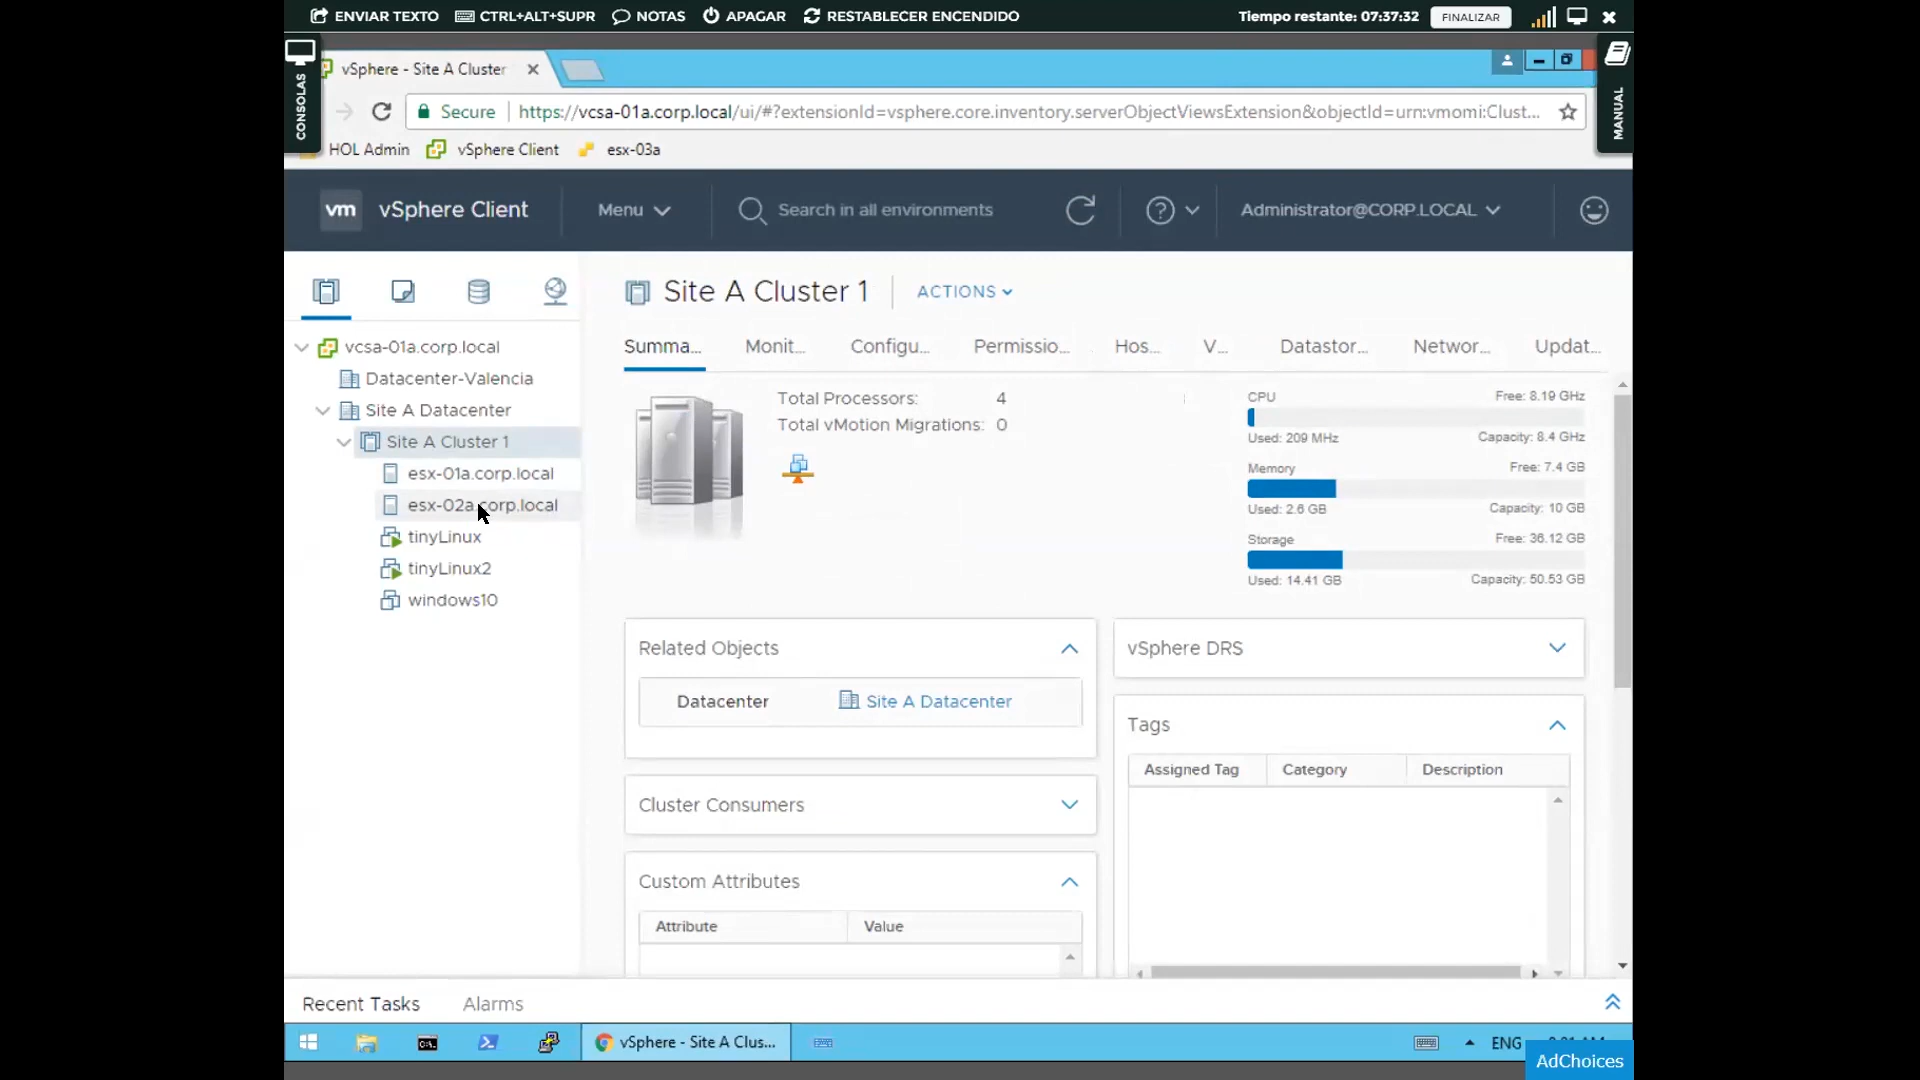 ENVIAR TEXTO CTRL+ALT+SUPR NOTAS APAGAR RESTABLECER ENCENDIDO Tiempo restante: 07:37:32 FINALIZAR
CONSOLAS
MANUAL
vSphere - Site A Cluster
Secure https://vcsa-01a.corp.local/ui/#?extensionId=vsphere.core.inventory.serverObjectViewsExtension&objectId=urn:vmomi:Clust...
HOL Admin vSphere Client esx-03a
vm vSphere Client Menu Search in all environments Administrator@CORP.LOCAL
vcsa-01a.corp.local
Datacenter-Valencia
Site A Datacenter
Site A Cluster 1
esx-01a.corp.local
esx-02a.corp.local
tinyLinux
tinyLinux2
windows10
Site A Cluster 1 ACTIONS
Summa... Monit... Configu... Permissio... Hos... V... Datastor... Networ... Updat...
Total Processors: 4
Total vMotion Migrations: 0
CPU Free: 8.19 GHz
Used: 209 MHz Capacity: 8.4 GHz
Memory Free: 7.4 GB
Used: 2.6 GB Capacity: 10 GB
Storage Free: 36.12 GB
Used: 14.41 GB Capacity: 50.53 GB
Related Objects
Datacenter Site A Datacenter
Cluster Consumers
Custom Attributes
Attribute Value
vSphere DRS
Tags
Assigned Tag Category Description
Recent Tasks Alarms
vSphere - Site A Clus... ENG
AdChoices